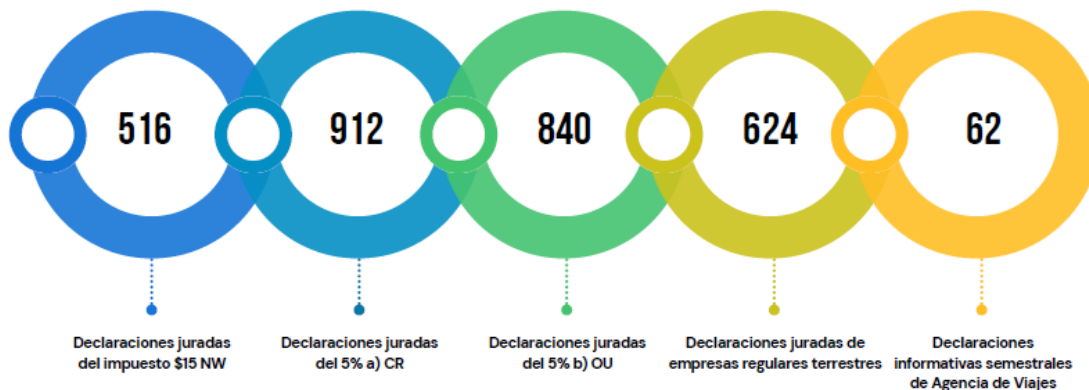 516
912
840
624
62
Declaraciones juradas
del impuesto $15 NW
Declaraciones juradas
del 5% a) CR
Declaraciones juradas
del 5% b) OU
Declaraciones juradas de
empresas regulares terrestres
Declaraciones
informativas semestrales
de Agencia de Viajes